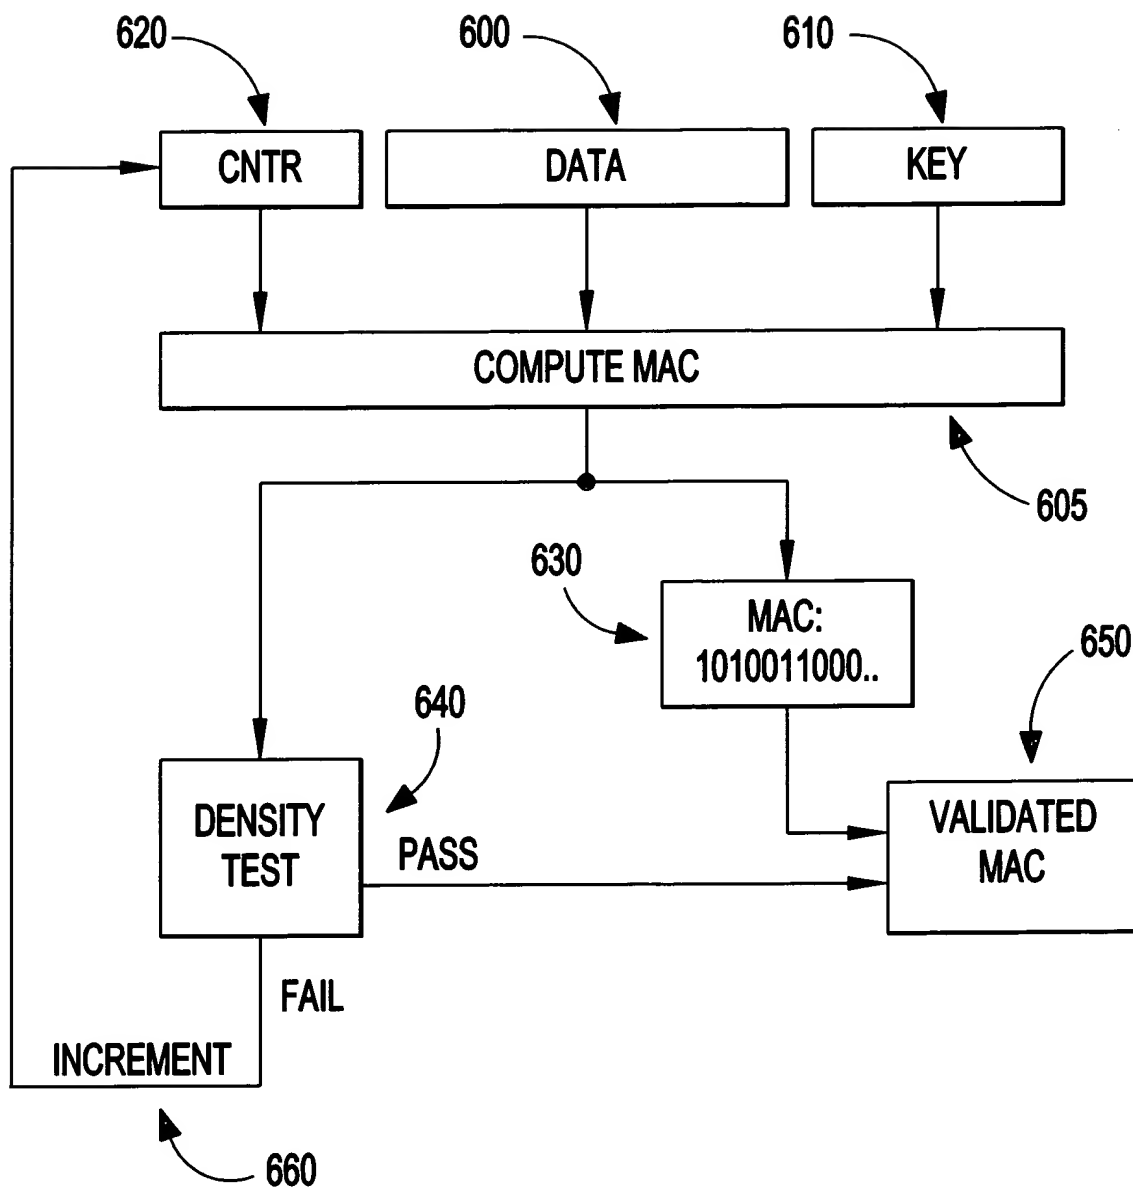 620
600
610
CNTR
DATA
KEY
COMPUTE MAC
605
630
MAC:
1010011000..
650
640
DENSITY
TEST
PASS
VALIDATED
MAC
FAIL
INCREMENT
660